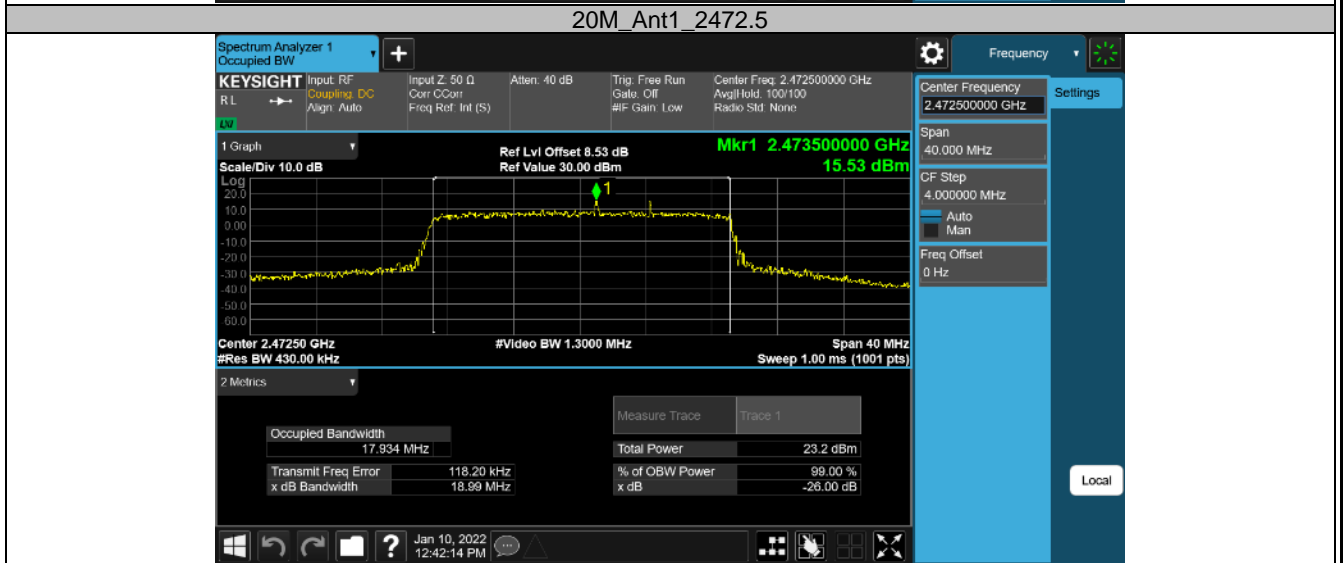 20M_Ant1_2472.5
Spectrum Analyzer 1
Occupied BW
+
Frequency
KEYSIGHT
R L
LXI
Input: RF
Coupling: DC
Align: Auto
Input Z: 50 Ω
Corr CCorr
Freq Ref: Int (S)
Atten: 40 dB
Trig: Free Run
Gate: Off
#IF Gain: Low
Center Freq: 2.472500000 GHz
Avg|Hold: 100/100
Radio Std: None
Center Frequency
2.472500000 GHz
Settings
Span
40.000 MHz
CF Step
4.000000 MHz
Auto
Man
Freq Offset
0 Hz
Local
1 Graph
Scale/Div 10.0 dB
Ref Lvl Offset 8.53 dB
Ref Value 30.00 dBm
Mkr1 2.473500000 GHz
15.53 dBm
Log
20.0
10.0
0.00
-10.0
-20.0
-30.0
-40.0
-50.0
60.0
1
Center 2.47250 GHz
#Res BW 430.00 kHz
#Video BW 1.3000 MHz
Span 40 MHz
Sweep 1.00 ms (1001 pts)
2 Metrics
Measure Trace
Trace 1
Occupied Bandwidth
17.934 MHz
Total Power
23.2 dBm
Transmit Freq Error
118.20 kHz
% of OBW Power
99.00 %
x dB Bandwidth
18.99 MHz
x dB
-26.00 dB
?
Jan 10, 2022
12:42:14 PM